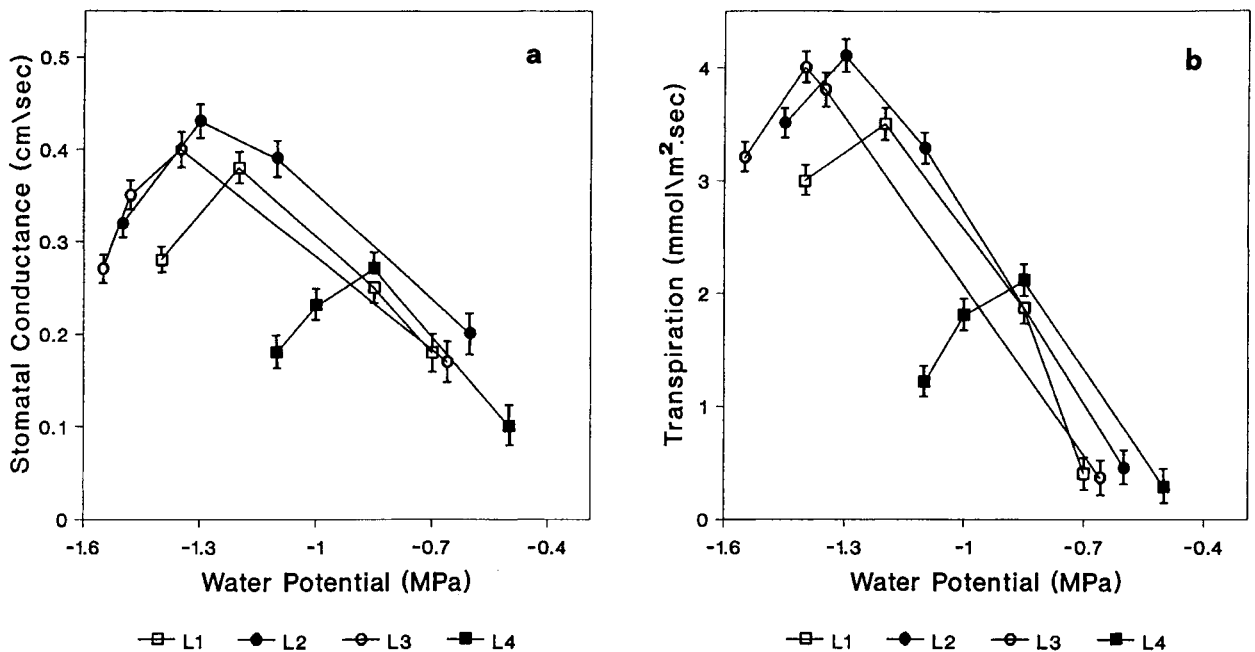 a
Stomatal Conductance (cm\sec)
0.5
0.4
0.3
0.2
0.1
0
-1.6 -1.3 -1 -0.7 -0.4
Water Potential (MPa)
L1 L2 L3 L4
b
Transpiration (mmol\m².sec)
4
3
2
1
0
-1.6 -1.3 -1 -0.7 -0.4
Water Potential (MPa)
L1 L2 L3 L4